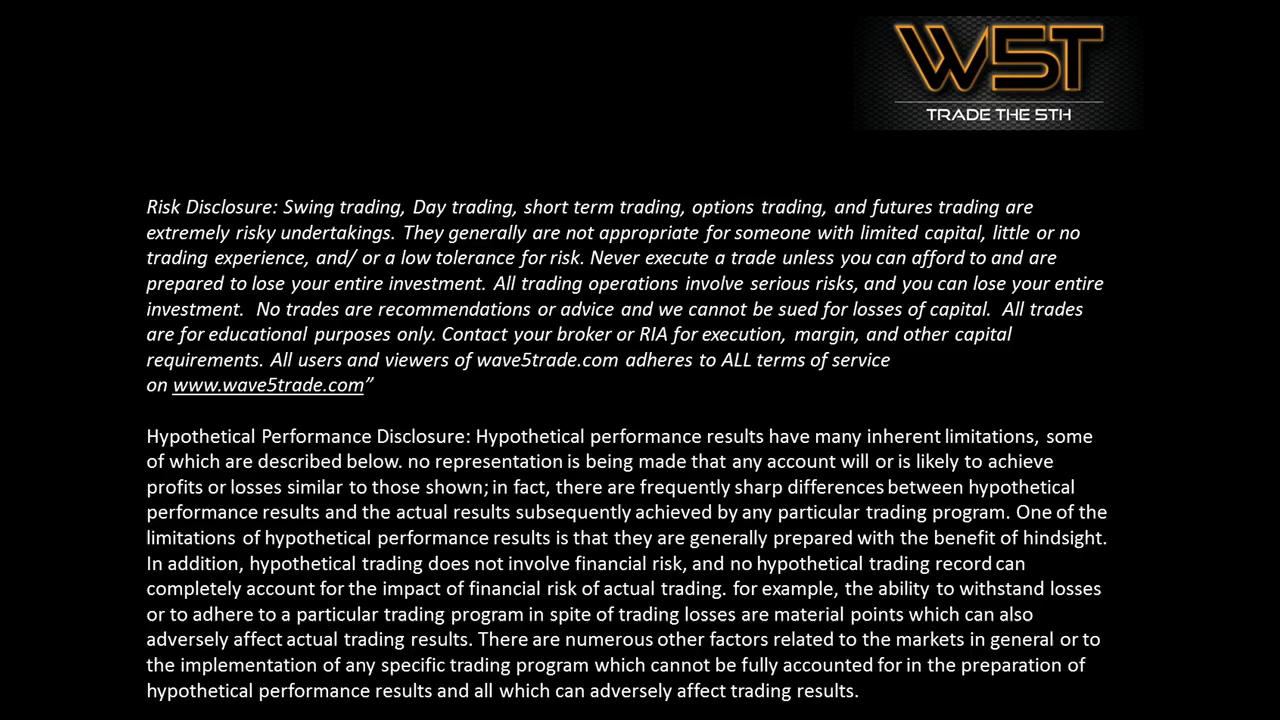 W5T
TRADE THE 5TH
Risk Disclosure: Swing trading, Day trading, short term trading, options trading, and futures trading are
extremely risky undertakings. They generally are not appropriate for someone with limited capital, little or no
trading experience, and/ or a low tolerance for risk. Never execute a trade unless you can afford to and are
prepared to lose your entire investment. All trading operations involve serious risks, and you can lose your entire
investment. No trades are recommendations or advice and we cannot be sued for losses of capital. All trades
are for educational purposes only. Contact your broker or RIA for execution, margin, and other capital
requirements. All users and viewers of wave5trade.com adheres to ALL terms of service
on www.wave5trade.com”
Hypothetical Performance Disclosure: Hypothetical performance results have many inherent limitations, some
of which are described below. no representation is being made that any account will or is likely to achieve
profits or losses similar to those shown; in fact, there are frequently sharp differences between hypothetical
performance results and the actual results subsequently achieved by any particular trading program. One of the
limitations of hypothetical performance results is that they are generally prepared with the benefit of hindsight.
In addition, hypothetical trading does not involve financial risk, and no hypothetical trading record can
completely account for the impact of financial risk of actual trading. for example, the ability to withstand losses
or to adhere to a particular trading program in spite of trading losses are material points which can also
adversely affect actual trading results. There are numerous other factors related to the markets in general or to
the implementation of any specific trading program which cannot be fully accounted for in the preparation of
hypothetical performance results and all which can adversely affect trading results.